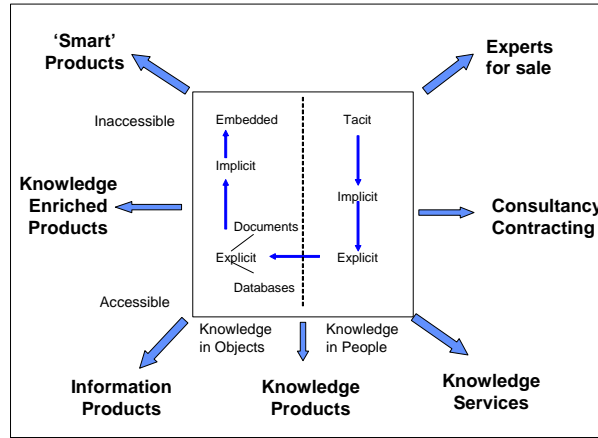 'Smart'
Products
Experts
for sale
Inaccessible
Embedded
Tacit
Implicit
Implicit
Knowledge
Enriched
Products
Consultancy
Contracting
Documents
Explicit
Explicit
Databases
Accessible
Knowledge
in Objects
Knowledge
in People
Information
Products
Knowledge
Products
Knowledge
Services